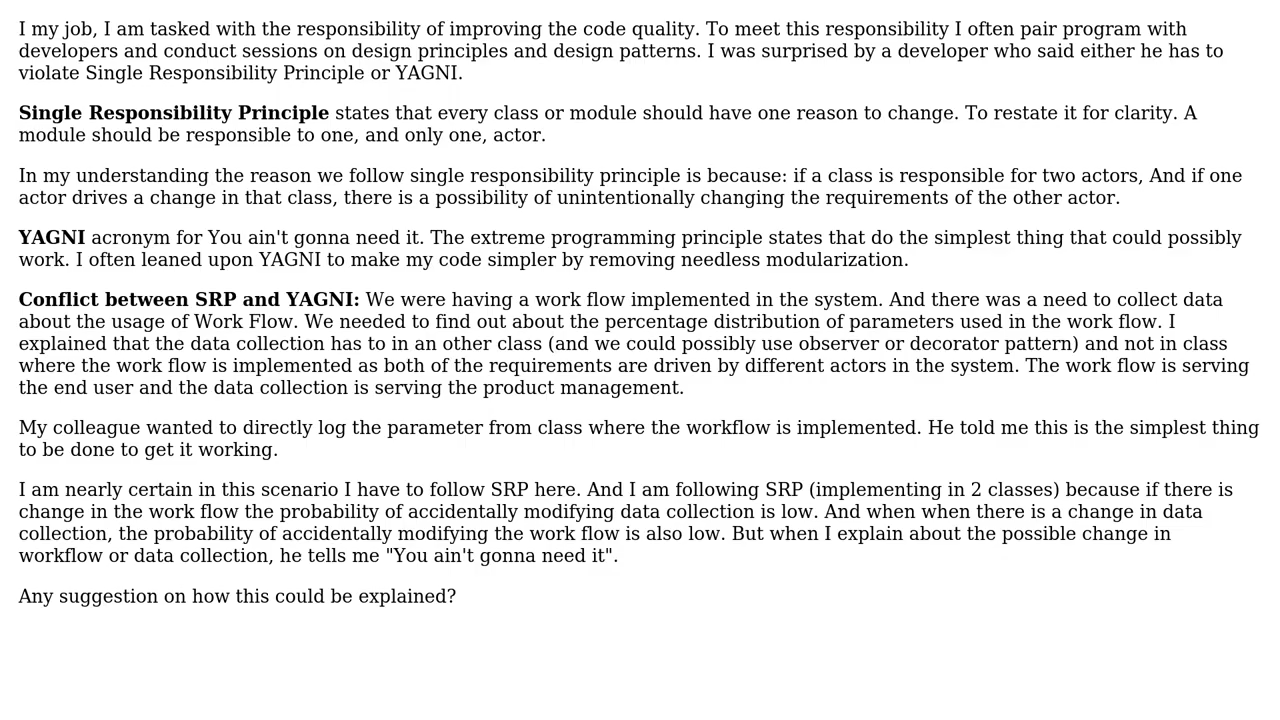 I my job, I am tasked with the responsibility of improving the code quality. To meet this responsibility I often pair program with
developers and conduct sessions on design principles and design patterns. I was surprised by a developer who said either he has to
violate Single Responsibility Principle or YAGNI.
Single Responsibility Principle states that every class or module should have one reason to change. To restate it for clarity. A
module should be responsible to one, and only one, actor.
In my understanding the reason we follow single responsibility principle is because: if a class is responsible for two actors, And if one
actor drives a change in that class, there is a possibility of unintentionally changing the requirements of the other actor.
YAGNI acronym for You ain't gonna need it. The extreme programming principle states that do the simplest thing that could possibly
work. I often leaned upon YAGNI to make my code simpler by removing needless modularization.
Conflict between SRP and YAGNI: We were having a work flow implemented in the system. And there was a need to collect data
about the usage of Work Flow. We needed to find out about the percentage distribution of parameters used in the work flow. I
explained that the data collection has to in an other class (and we could possibly use observer or decorator pattern) and not in class
where the work flow is implemented as both of the requirements are driven by different actors in the system. The work flow is serving
the end user and the data collection is serving the product management.
My colleague wanted to directly log the parameter from class where the workflow is implemented. He told me this is the simplest thing
to be done to get it working.
I am nearly certain in this scenario I have to follow SRP here. And I am following SRP (implementing in 2 classes) because if there is
change in the work flow the probability of accidentally modifying data collection is low. And when when there is a change in data
collection, the probability of accidentally modifying the work flow is also low. But when I explain about the possible change in
workflow or data collection, he tells me "You ain't gonna need it".
Any suggestion on how this could be explained?